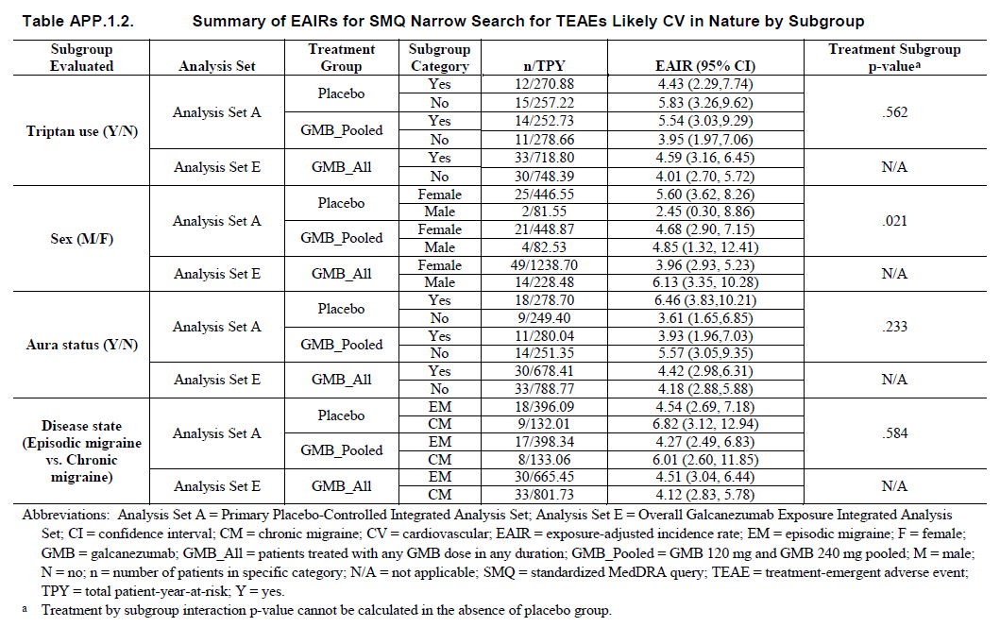 Table APP.1.2. Summary of EAIRs for SMQ Narrow Search for TEAEs Likely CV in Nature by Subgroup
Subgroup Evaluated Analysis Set Treatment Group Subgroup Category n/TPY EAIR (95% CI) Treatment Subgroup p-valueᵃ
Triptan use (Y/N) Analysis Set A Placebo Yes 12/270.88 4.43 (2.29,7.74) .562
No 15/257.22 5.83 (3.26,9.62)
GMB_Pooled Yes 14/252.73 5.54 (3.03,9.29)
No 11/278.66 3.95 (1.97,7.06)
Analysis Set E GMB_All Yes 33/718.80 4.59 (3.16, 6.45) N/A
No 30/748.39 4.01 (2.70, 5.72)
Sex (M/F) Analysis Set A Placebo Female 25/446.55 5.60 (3.62, 8.26) .021
Male 2/81.55 2.45 (0.30, 8.86)
GMB_Pooled Female 21/448.87 4.68 (2.90, 7.15)
Male 4/82.53 4.85 (1.32, 12.41)
Analysis Set E GMB_All Female 49/1238.70 3.96 (2.93, 5.23) N/A
Male 14/228.48 6.13 (3.35, 10.28)
Aura status (Y/N) Analysis Set A Placebo Yes 18/278.70 6.46 (3.83,10.21) .233
No 9/249.40 3.61 (1.65,6.85)
GMB_Pooled Yes 11/280.04 3.93 (1.96,7.03)
No 14/251.35 5.57 (3.05,9.35)
Analysis Set E GMB_All Yes 30/678.41 4.42 (2.98,6.31) N/A
No 33/788.77 4.18 (2.88,5.88)
Disease state (Episodic migraine vs. Chronic migraine) Analysis Set A Placebo EM 18/396.09 4.54 (2.69, 7.18) .584
CM 9/132.01 6.82 (3.12, 12.94)
GMB_Pooled EM 17/398.34 4.27 (2.49, 6.83)
CM 8/133.06 6.01 (2.60, 11.85)
Analysis Set E GMB_All EM 30/665.45 4.51 (3.04, 6.44) N/A
CM 33/801.73 4.12 (2.83, 5.78)
Abbreviations: Analysis Set A = Primary Placebo-Controlled Integrated Analysis Set; Analysis Set E = Overall Galcanezumab Exposure Integrated Analysis
Set; CI = confidence interval; CM = chronic migraine; CV = cardiovascular; EAIR = exposure-adjusted incidence rate; EM = episodic migraine; F = female;
GMB = galcanezumab; GMB_All = patients treated with any GMB dose in any duration; GMB_Pooled = GMB 120 mg and GMB 240 mg pooled; M = male;
N = no; n = number of patients in specific category; N/A = not applicable; SMQ = standardized MedDRA query; TEAE = treatment-emergent adverse event;
TPY = total patient-year-at-risk; Y = yes.
ᵃ Treatment by subgroup interaction p-value cannot be calculated in the absence of placebo group.